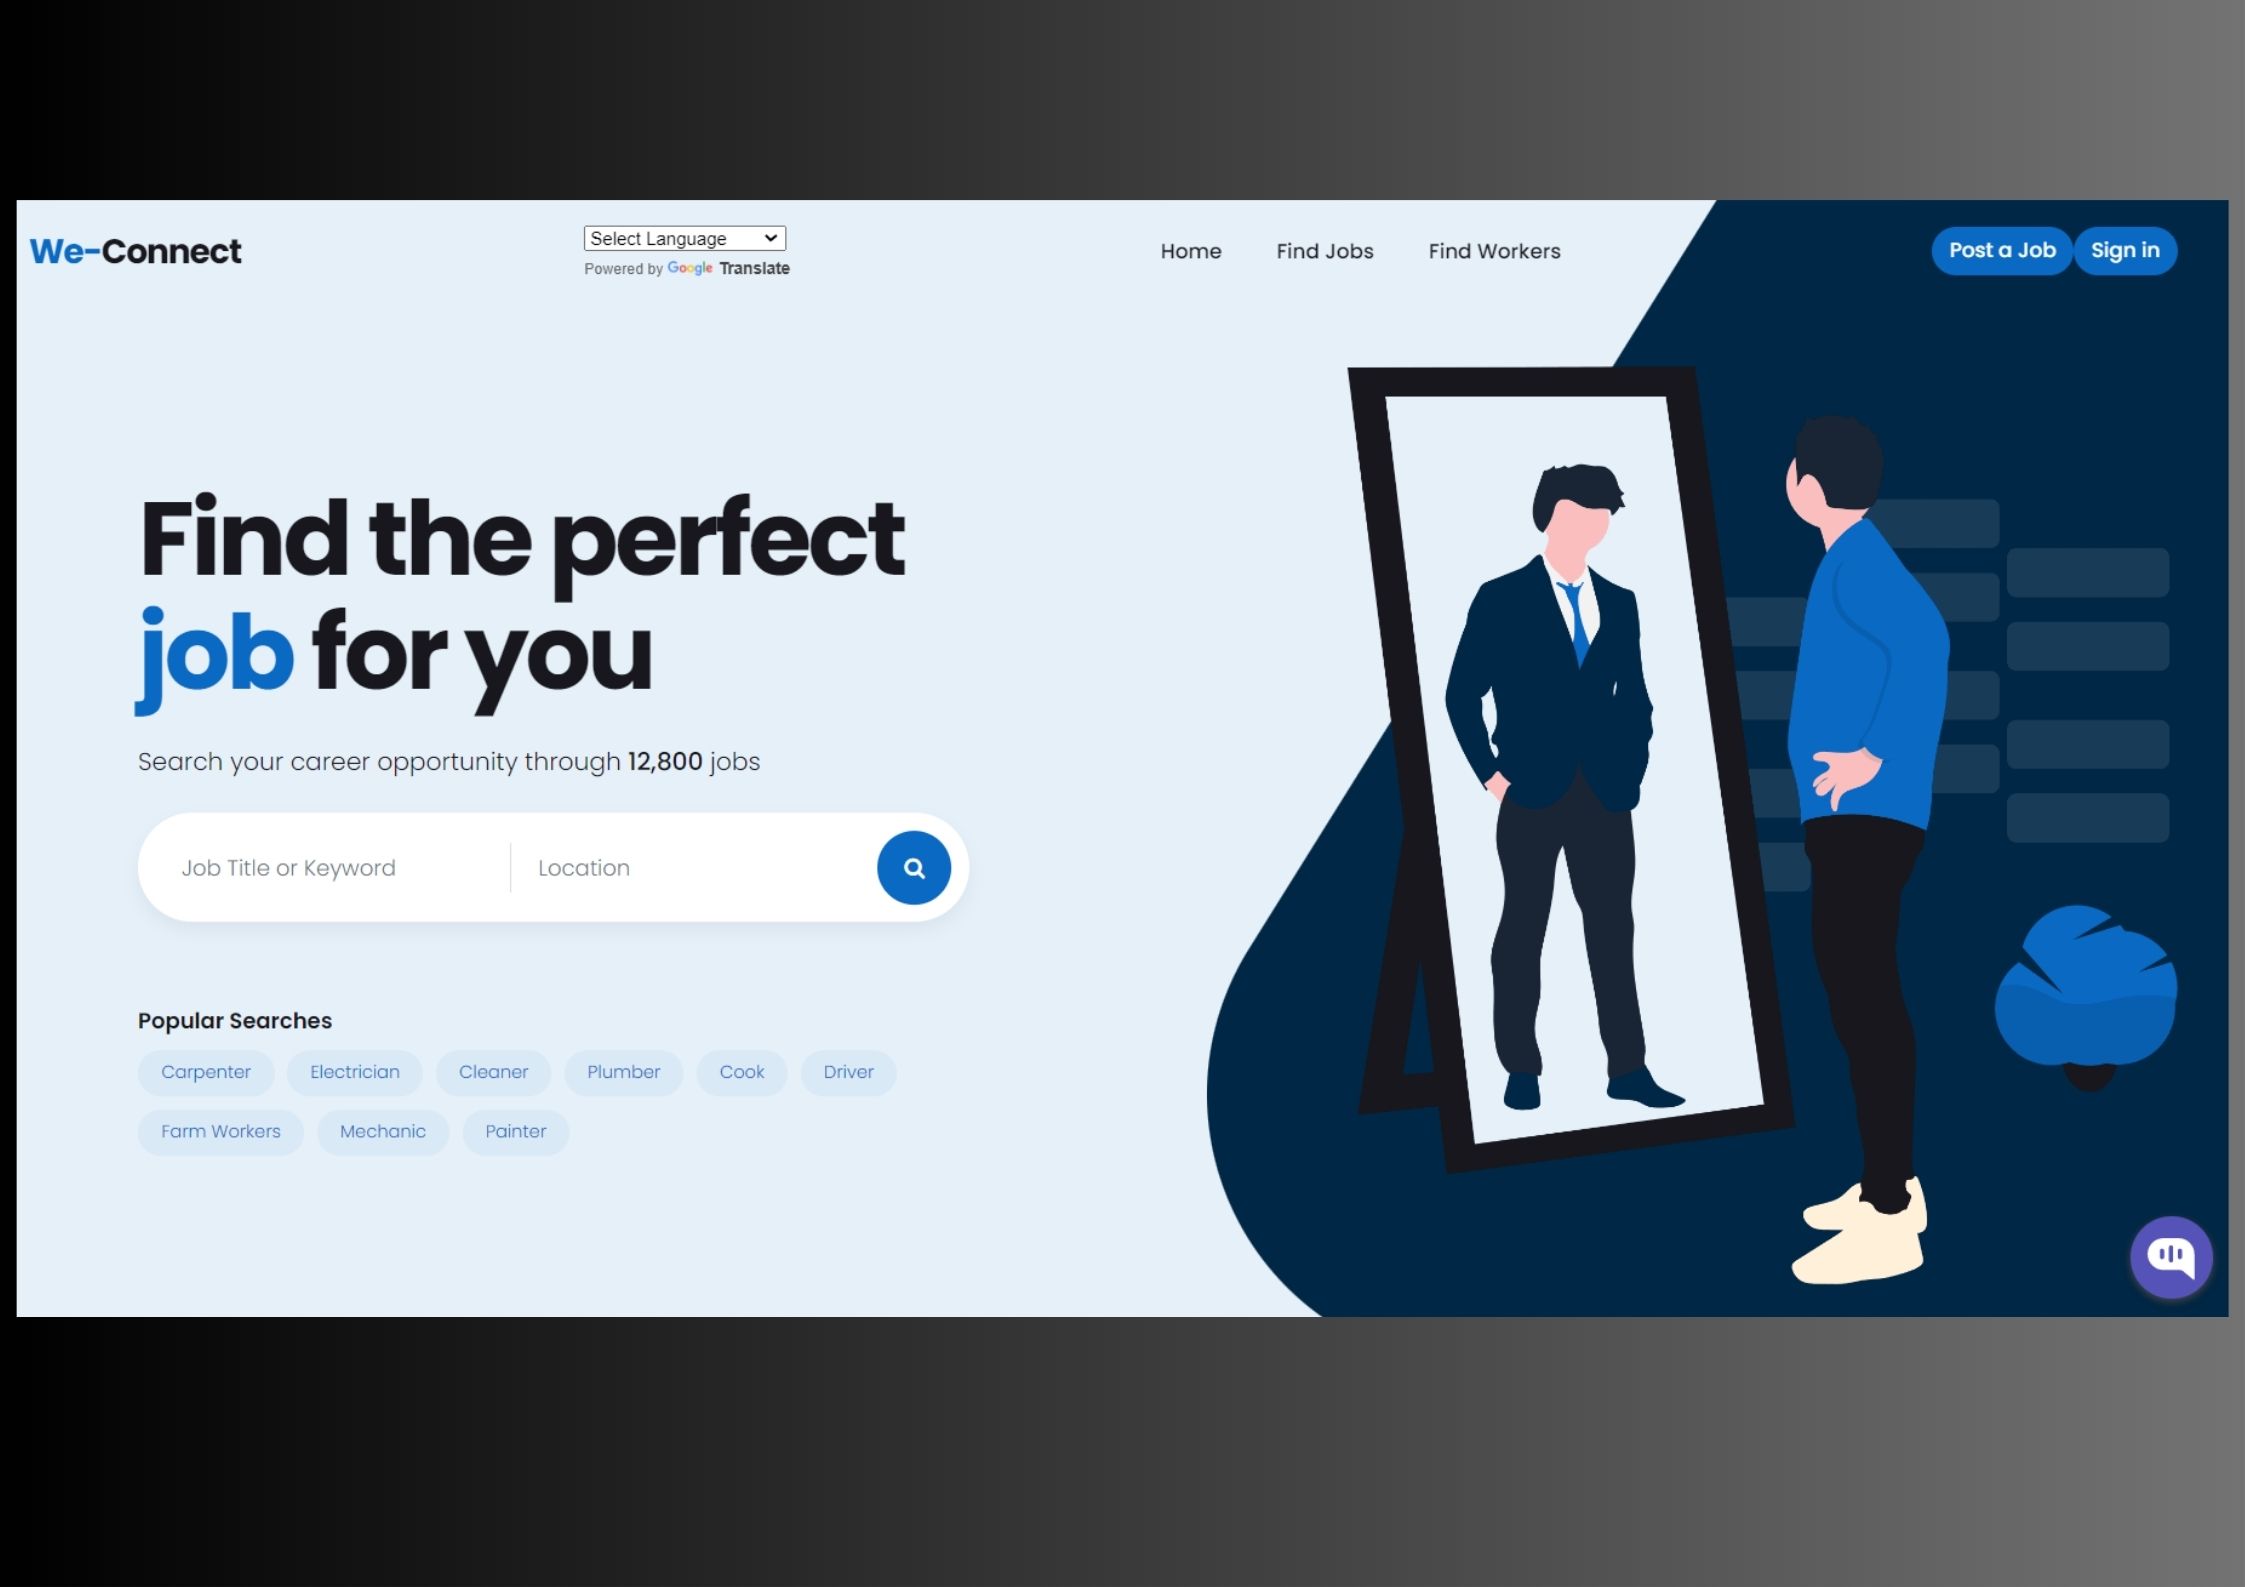 We-Connect
Select Language
Powered by Google Translate
Home
Find Jobs
Find Workers
Post a Job
Sign in
Find the perfect
job for you
Search your career opportunity through 12,800 jobs
Job Title or Keyword
Location
Popular Searches
Carpenter
Electrician
Cleaner
Plumber
Cook
Driver
Farm Workers
Mechanic
Painter